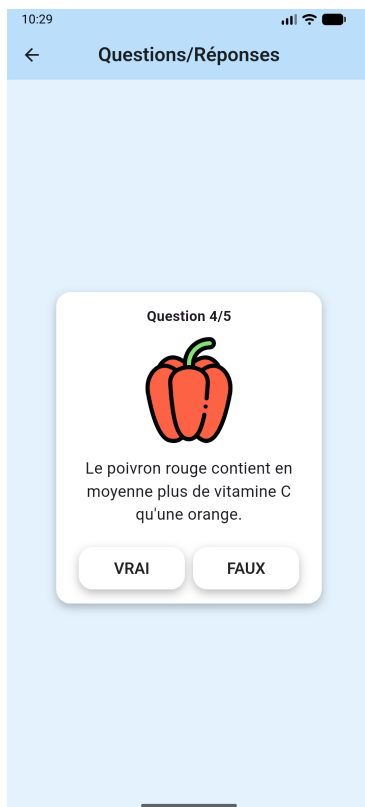 10:29
Questions/Réponses
Question 4/5
Le poivron rouge contient en
moyenne plus de vitamine C
qu'une orange.
VRAI
FAUX